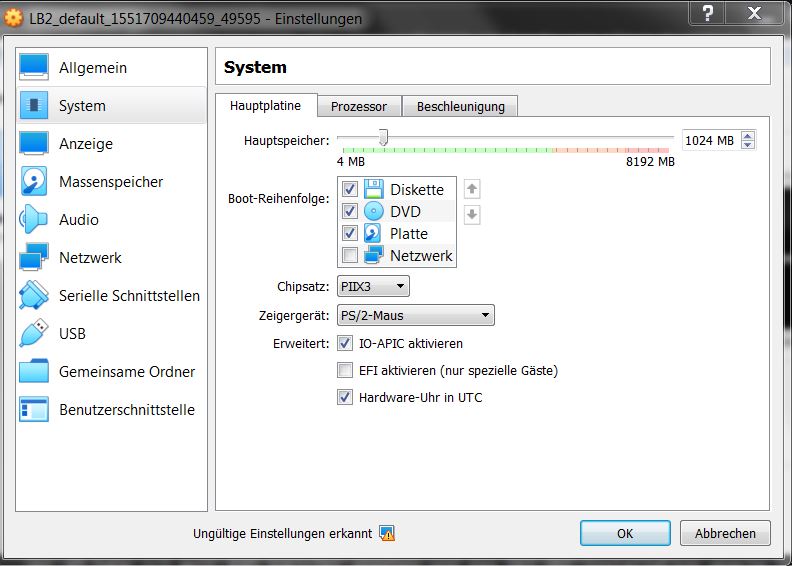 LB2_default_1551709440459_49595 - Einstellungen
?
X
Allgemein
System
Anzeige
Massenspeicher
Audio
Netzwerk
Serielle Schnittstellen
USB
Gemeinsame Ordner
Benutzerschnittstelle
System
Hauptplatine Prozessor Beschleunigung
Hauptspeicher: 1024 MB
4 MB 8192 MB
Boot-Reihenfolge:
Diskette
DVD
Platte
Netzwerk
Chipsatz: PIIX3
Zeigergerät: PS/2-Maus
Erweitert: IO-APIC aktivieren
EFI aktivieren (nur spezielle Gäste)
Hardware-Uhr in UTC
Ungültige Einstellungen erkannt
OK
Abbrechen